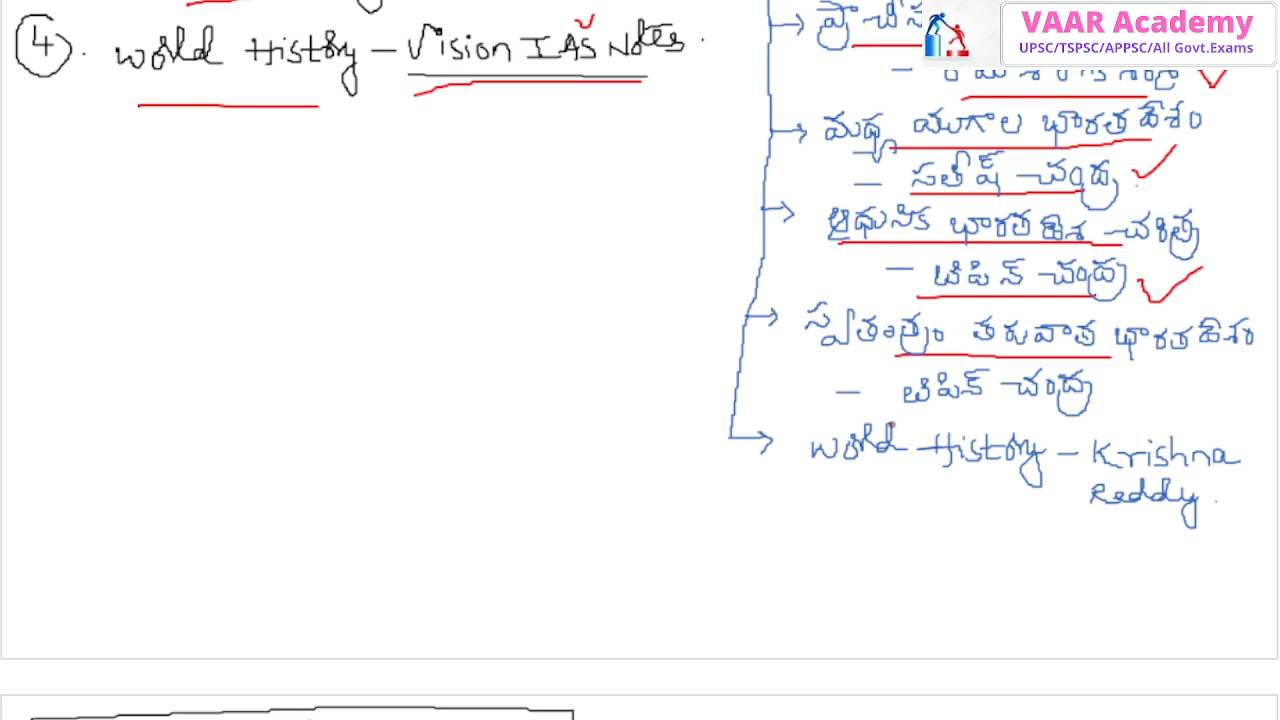 ④. World History – Vision IAS Notes.
VAAR Academy
UPSC/TSPSC/APPSC/All Govt.Exams
మధ్య యుగాల భారతదేశం
– సతీష్ చంద్ర
ఆధునిక భారతదేశ చరిత్ర
– బిపిన్ చంద్ర
స్వతంత్రం తరువాత భారతదేశం
– బిపిన్ చంద్ర
World History – Krishna
Reddy.